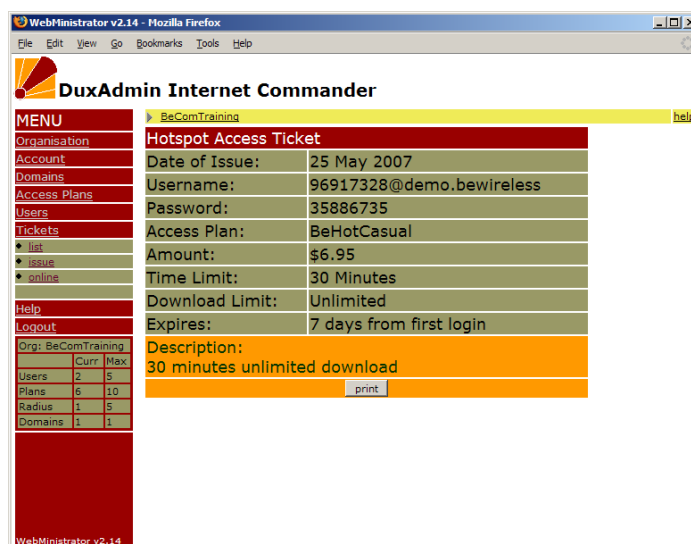 WebMinistrator v2.14 - Mozilla Firefox
File Edit View Go Bookmarks Tools Help
DuxAdmin Internet Commander
MENU
Organisation
Account
Domains
Access Plans
Users
Tickets
list
issue
online
Help
Logout
Org: BeComTraining
Curr Max
Users 2 5
Plans 6 10
Radius 1 5
Domains 1 1
WebMinistrator v2.14
BeComTraining help
Hotspot Access Ticket
Date of Issue: 25 May 2007
Username: 96917328@demo.bewireless
Password: 35886735
Access Plan: BeHotCasual
Amount: $6.95
Time Limit: 30 Minutes
Download Limit: Unlimited
Expires: 7 days from first login
Description:
30 minutes unlimited download
print